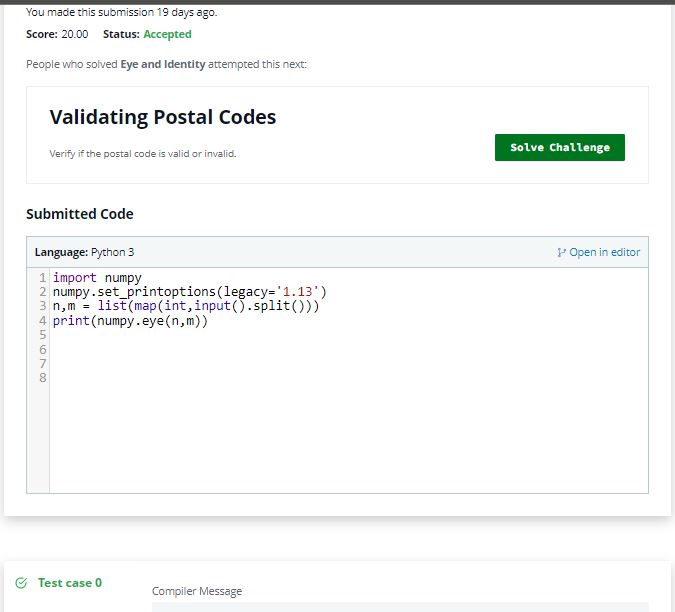 You made this submission 19 days ago.
Score: 20.00 Status: Accepted
People who solved Eye and Identity attempted this next:
Validating Postal Codes
Verify if the postal code is valid or invalid.
Solve Challenge
Submitted Code
Language: Python 3
Open in editor
1 import numpy
2 numpy.set_printoptions(legacy='1.13')
3 n,m = list(map(int,input().split()))
4 print(numpy.eye(n,m))
5
6
7
8
Test case 0
Compiler Message